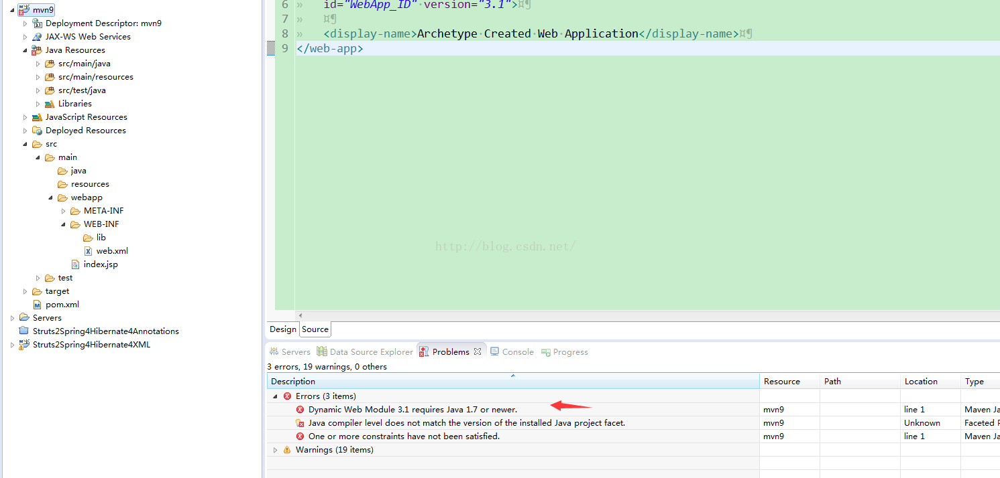 mvn9
Deployment Descriptor: mvn9
JAX-WS Web Services
Java Resources
src/main/java
src/main/resources
src/test/java
Libraries
JavaScript Resources
Deployed Resources
src
main
java
resources
webapp
META-INF
WEB-INF
lib
web.xml
index.jsp
test
target
pom.xml
Servers
Struts2Spring4Hibernate4Annotations
Struts2Spring4Hibernate4XML
6 » id="WebApp_ID"·version="3.1">¤¶
7 » ¤¶
8 » <display-name>Archetype·Created·Web·Application</display-name>¤¶
9 </web-app>
http://blog.csdn.net/
Design Source
Servers Data Source Explorer Problems Console Progress
3 errors, 19 warnings, 0 others
Description Resource Path Location Type
Errors (3 items)
Dynamic Web Module 3.1 requires Java 1.7 or newer. mvn9 line 1 Maven Ja
Java compiler level does not match the version of the installed Java project facet. mvn9 Unknown Faceted P
One or more constraints have not been satisfied. mvn9 line 1 Maven Ja
Warnings (19 items)